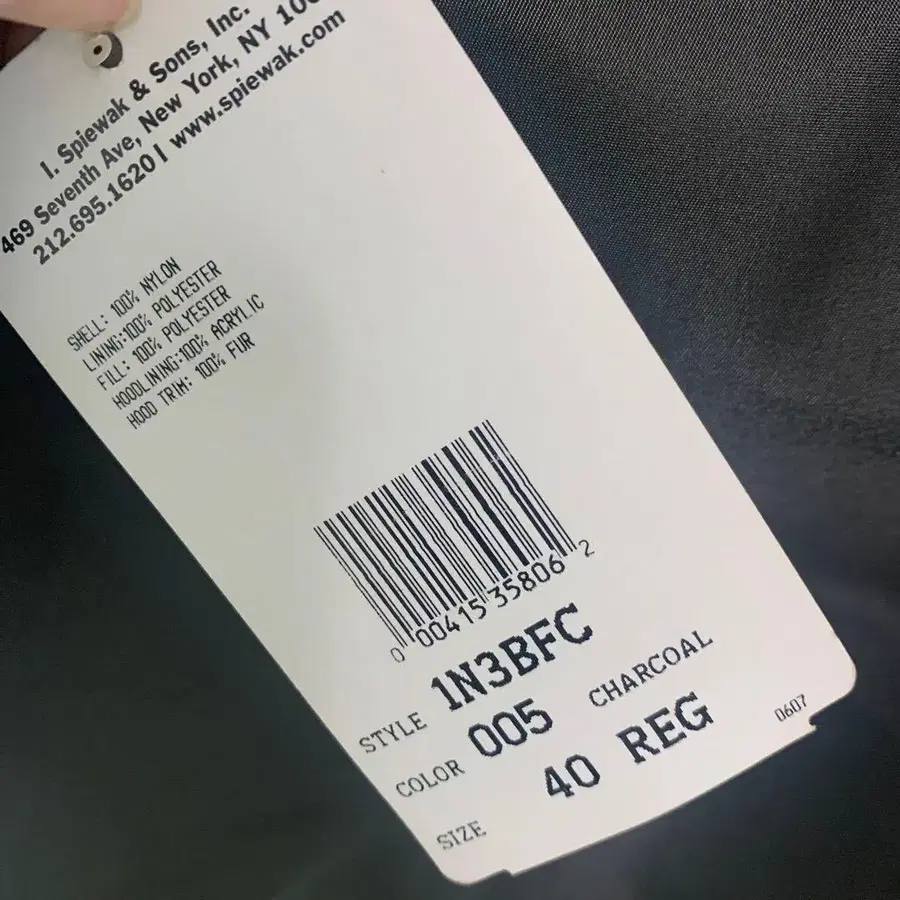 I. Spiewak & Sons, Inc.
469 Seventh Ave, New York, NY
212.695.1620 | www.spiewak.com
SHELL: 100% NYLON
LINING:100% POLYESTER
FILL: 100% POLYESTER
HOODLINING:100% ACRYLIC
HOOD TRIM: 100% FUR
0 00415 35806 2
STYLE 1N3BFC
COLOR 005 CHARCOAL
SIZE 40 REG
0607